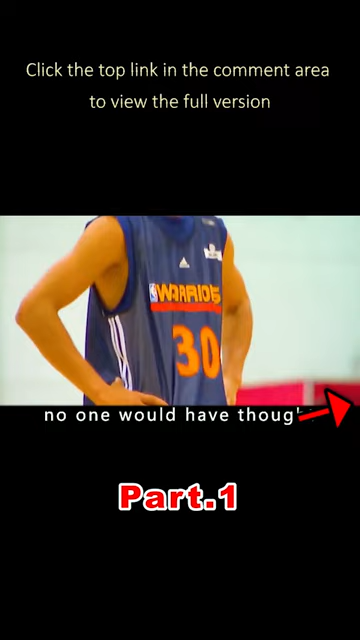 Click the top link in the comment area
to view the full version
WARRIORS
30
no one would have
Part.1